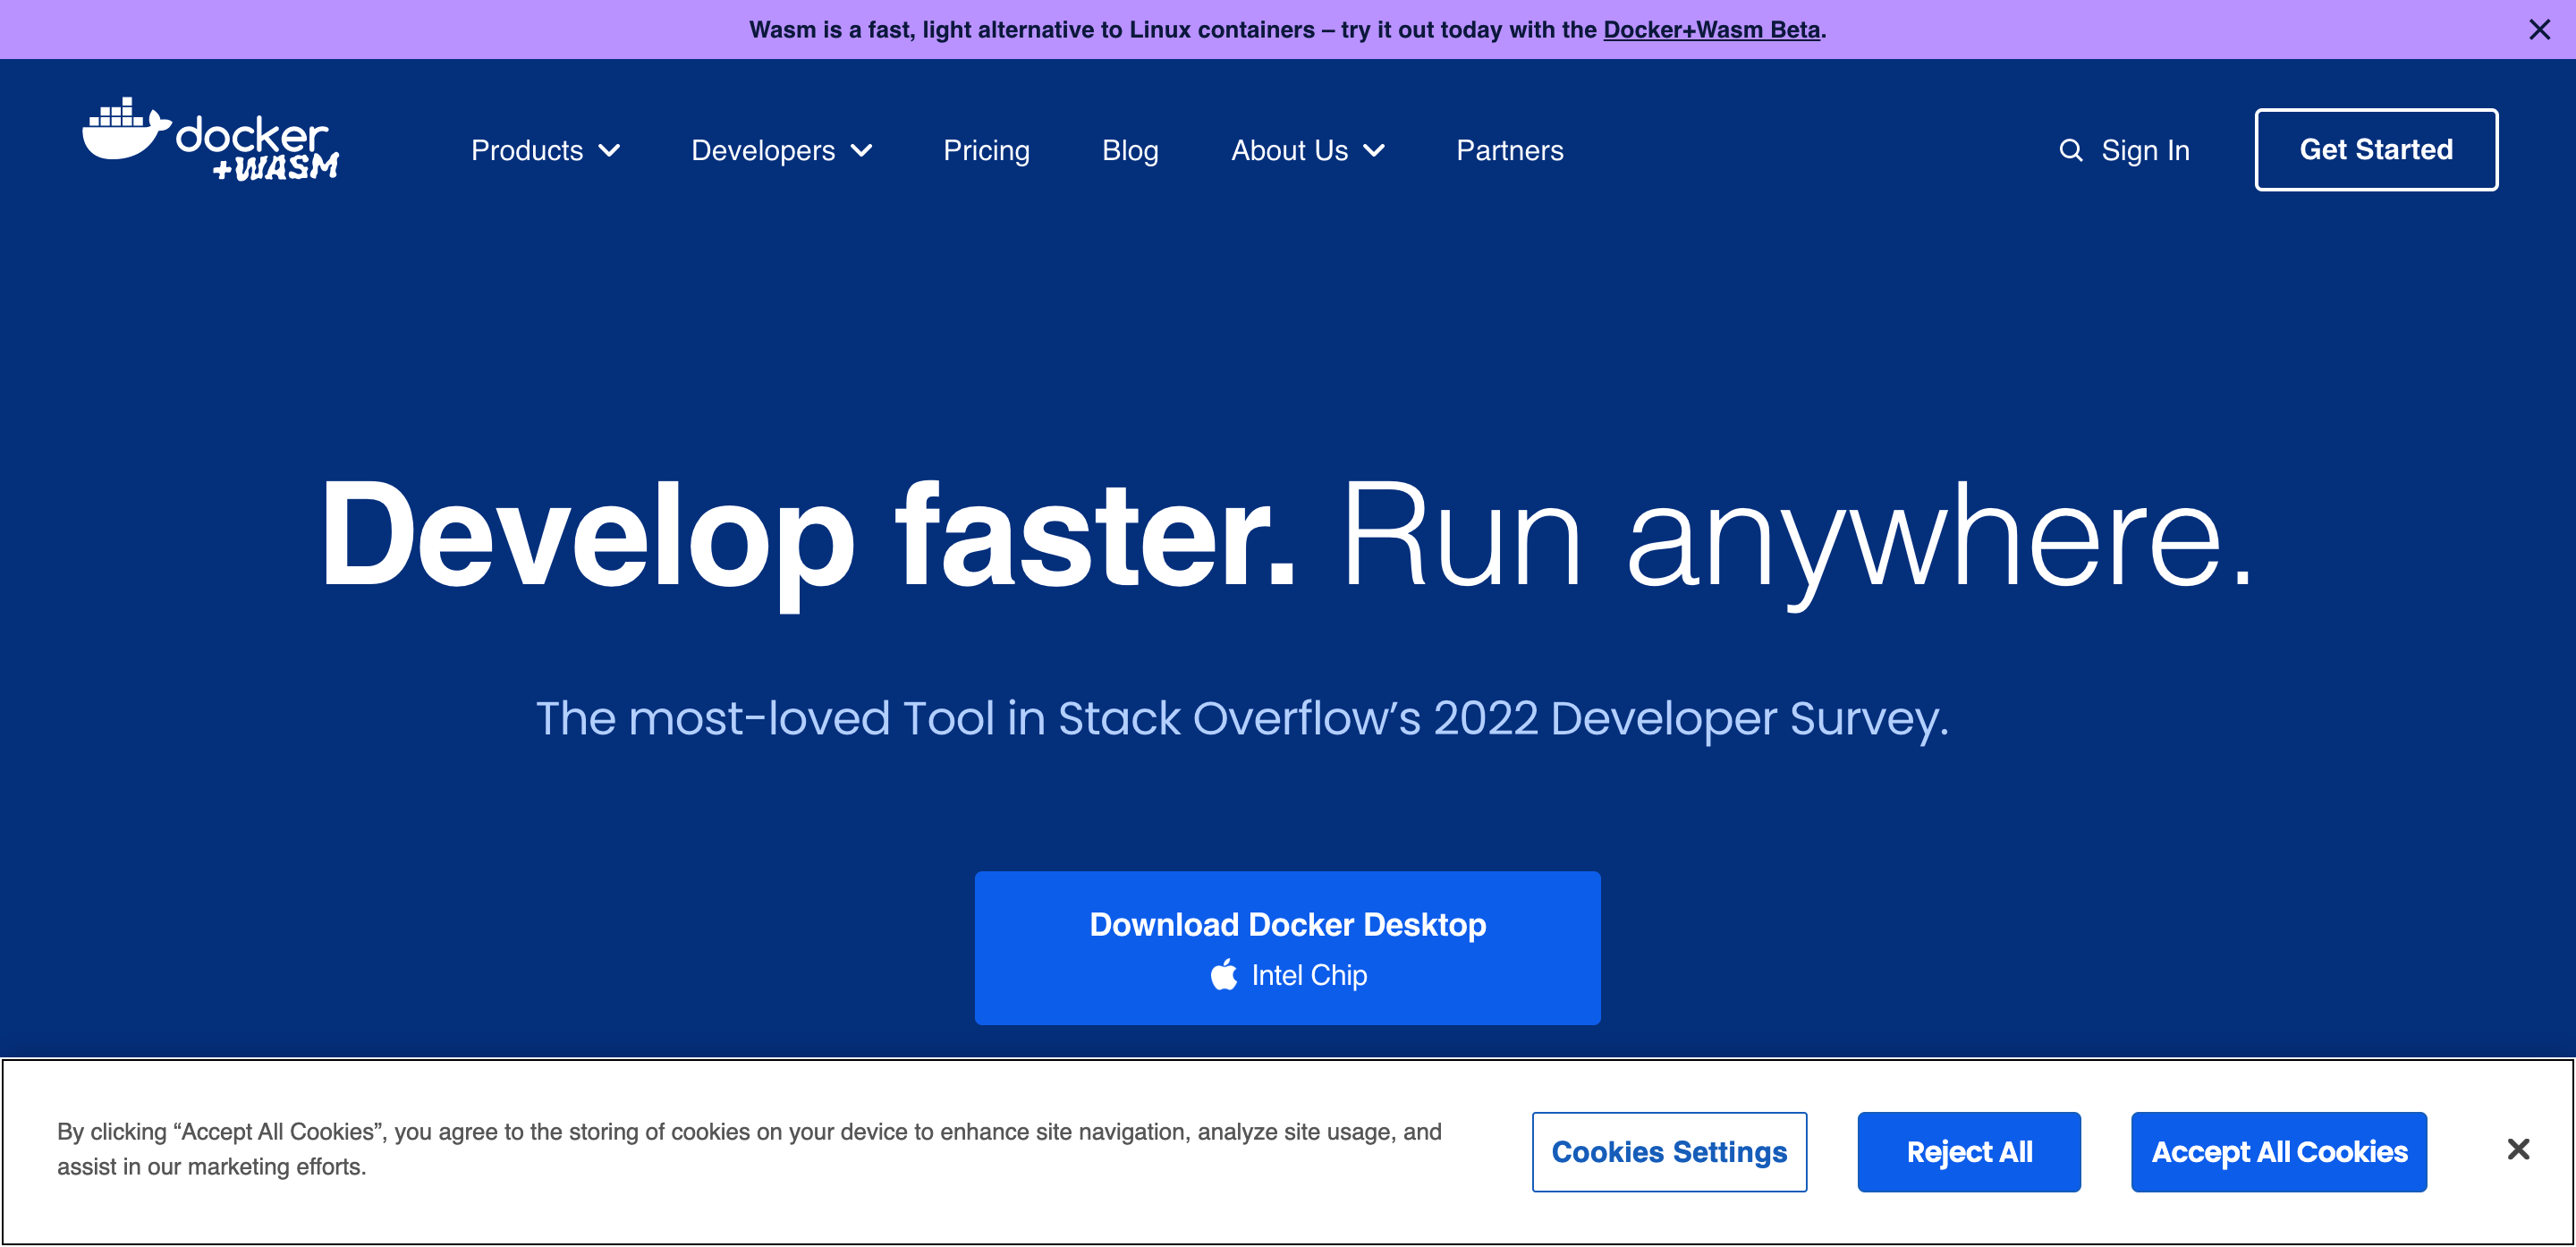 Wasm is a fast, light alternative to Linux containers – try it out today with the Docker+Wasm Beta.
docker
+WASM
Products
Developers
Pricing
Blog
About Us
Partners
Sign In
Get Started
Develop faster. Run anywhere.
The most-loved Tool in Stack Overflow’s 2022 Developer Survey.
Download Docker Desktop
Intel Chip
By clicking “Accept All Cookies”, you agree to the storing of cookies on your device to enhance site navigation, analyze site usage, and
assist in our marketing efforts.
Cookies Settings
Reject All
Accept All Cookies